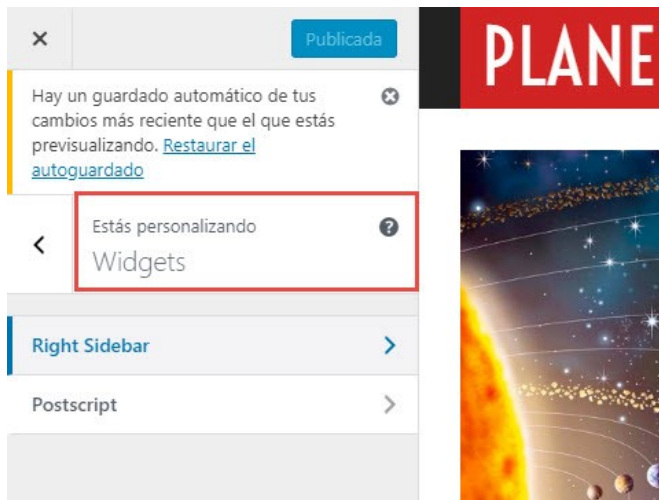 Publicada
PLANE
Hay un guardado automático de tus
cambios más reciente que el que estás
previsualizando. Restaurar el
autoguardado
Estás personalizando
Widgets
Right Sidebar
Postscript